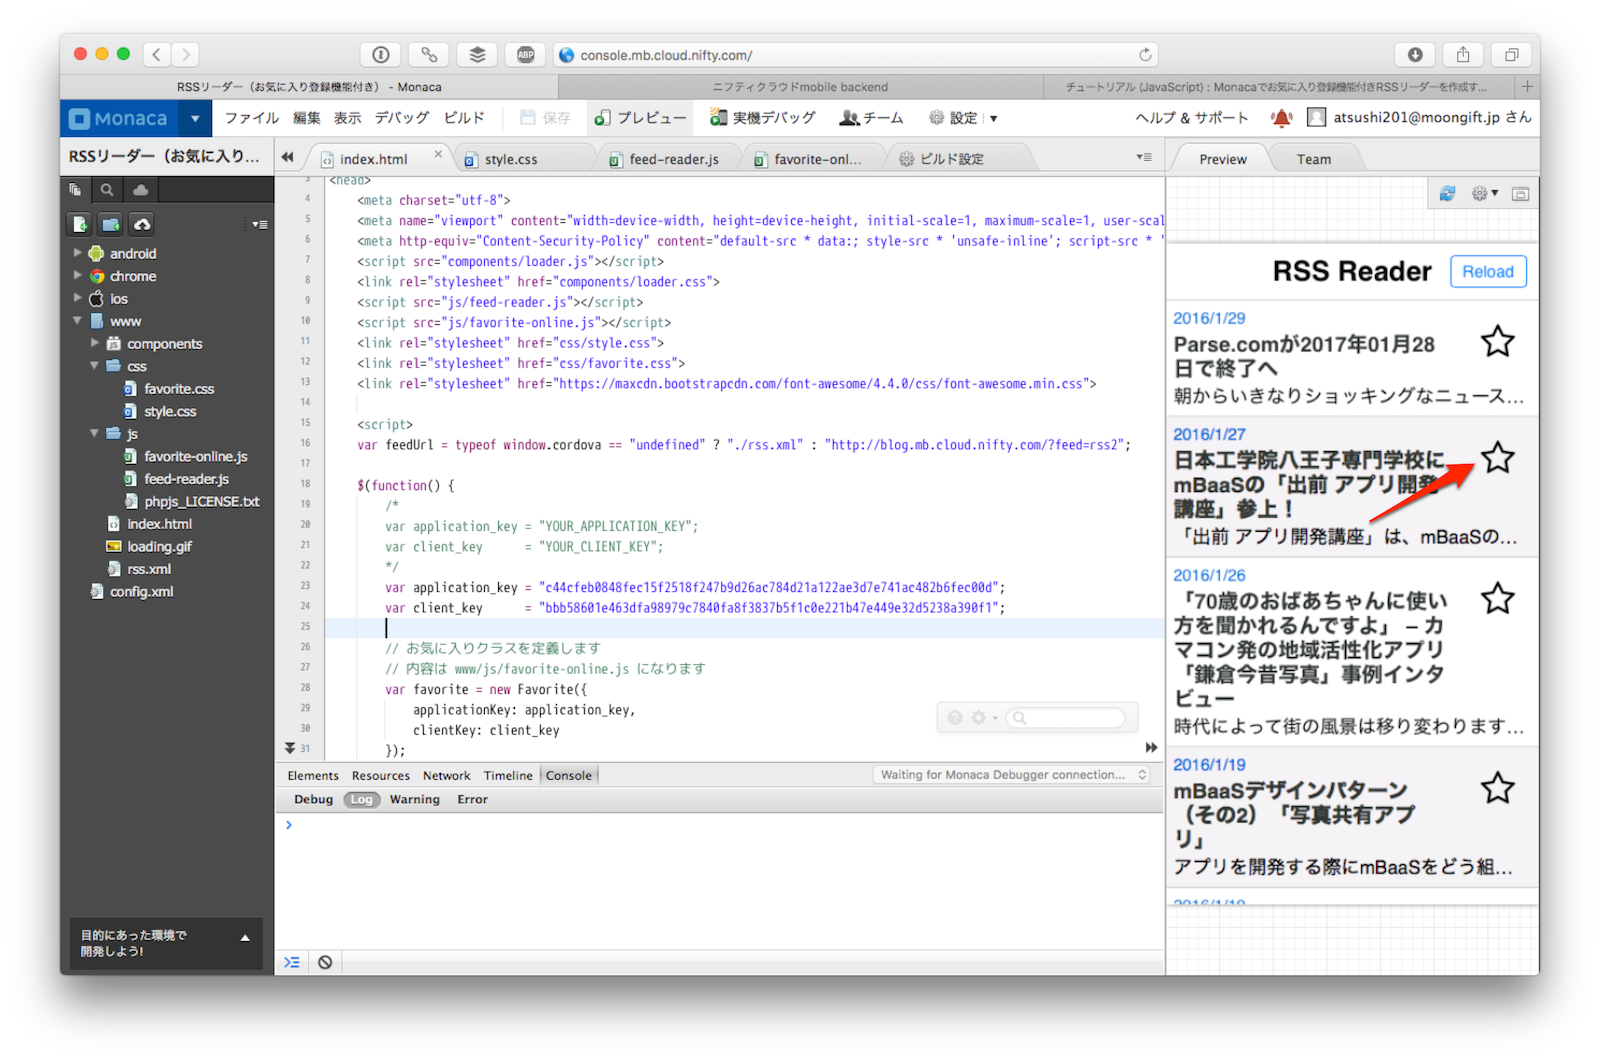 console.mb.cloud.nifty.com/
RSSリーダー（お気に入り登録機能付き） - Monaca
ニフティクラウドmobile backend
チュートリアル (JavaScript) : Monacaでお気に入り登録機能付きRSSリーダーを作成す...
Monaca
ファイル 編集 表示 デバッグ ビルド 保存 プレビュー 実機デバッグ チーム 設定 ヘルプ & サポート atsushi201@moongift.jp さん
RSSリーダー（お気に入り...
index.html
style.css
feed-reader.js
favorite-onl...
ビルド設定
Preview
Team
android
chrome
ios
www
components
css
favorite.css
style.css
js
favorite-online.js
feed-reader.js
phpjs_LICENSE.txt
index.html
loading.gif
rss.xml
config.xml
目的にあった環境で
開発しよう!
3 <head>
4 <meta charset="utf-8">
5 <meta name="viewport" content="width=device-width, height=device-height, initial-scale=1, maximum-scale=1, user-scal
6 <meta http-equiv="Content-Security-Policy" content="default-src * data:; style-src * 'unsafe-inline'; script-src * '
7 <script src="components/loader.js"></script>
8 <link rel="stylesheet" href="components/loader.css">
9 <script src="js/feed-reader.js"></script>
10 <script src="js/favorite-online.js"></script>
11 <link rel="stylesheet" href="css/style.css">
12 <link rel="stylesheet" href="css/favorite.css">
13 <link rel="stylesheet" href="https://maxcdn.bootstrapcdn.com/font-awesome/4.4.0/css/font-awesome.min.css">
14
15 <script>
16 var feedUrl = typeof window.cordova == "undefined" ? "./rss.xml" : "http://blog.mb.cloud.nifty.com/?feed=rss2";
17
18 $(function() {
19 /*
20 var application_key = "YOUR_APPLICATION_KEY";
21 var client_key = "YOUR_CLIENT_KEY";
22 */
23 var application_key = "c44cfeb0848fec15f2518f247b9d26ac784d21a122ae3d7e741ac482b6fec00d";
24 var client_key = "bbb58601e463dfa98979c7840fa8f3837b5f1c0e221b47e449e32d5238a390f1";
25
26 // お気に入りクラスを定義します
27 // 内容は www/js/favorite-online.js になります
28 var favorite = new Favorite({
29 applicationKey: application_key,
30 clientKey: client_key
31 });
Elements Resources Network Timeline Console
Waiting for Monaca Debugger connection...
Debug Log Warning Error
RSS Reader
Reload
2016/1/29
Parse.comが2017年01月28
日で終了へ
朝からいきなりショッキングなニュース...
2016/1/27
日本工学院八王子専門学校に
mBaaSの「出前 アプリ開発
講座」参上！
「出前 アプリ開発講座」は、mBaaSの...
2016/1/26
「70歳のおばあちゃんに使い
方を聞かれるんですよ」 – カ
マコン発の地域活性化アプリ
「鎌倉今昔写真」事例インタ
ビュー
時代によって街の風景は移り変わります...
2016/1/19
mBaaSデザインパターン
（その2）「写真共有アプ
リ」
アプリを開発する際にmBaaSをどう組...